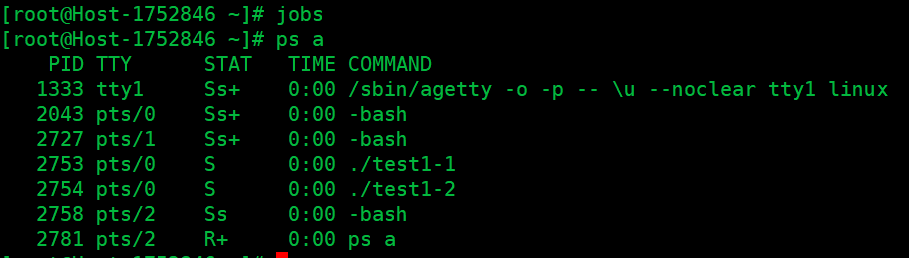 [root@Host-1752846 ~]# jobs
[root@Host-1752846 ~]# ps a
    PID TTY      STAT   TIME COMMAND
   1333 tty1     Ss+    0:00 /sbin/agetty -o -p -- \u --noclear tty1 linux
   2043 pts/0    Ss+    0:00 -bash
   2727 pts/1    Ss+    0:00 -bash
   2753 pts/0    S      0:00 ./test1-1
   2754 pts/0    S      0:00 ./test1-2
   2758 pts/2    Ss     0:00 -bash
   2781 pts/2    R+     0:00 ps a
[root@Host-1752846 ~]#